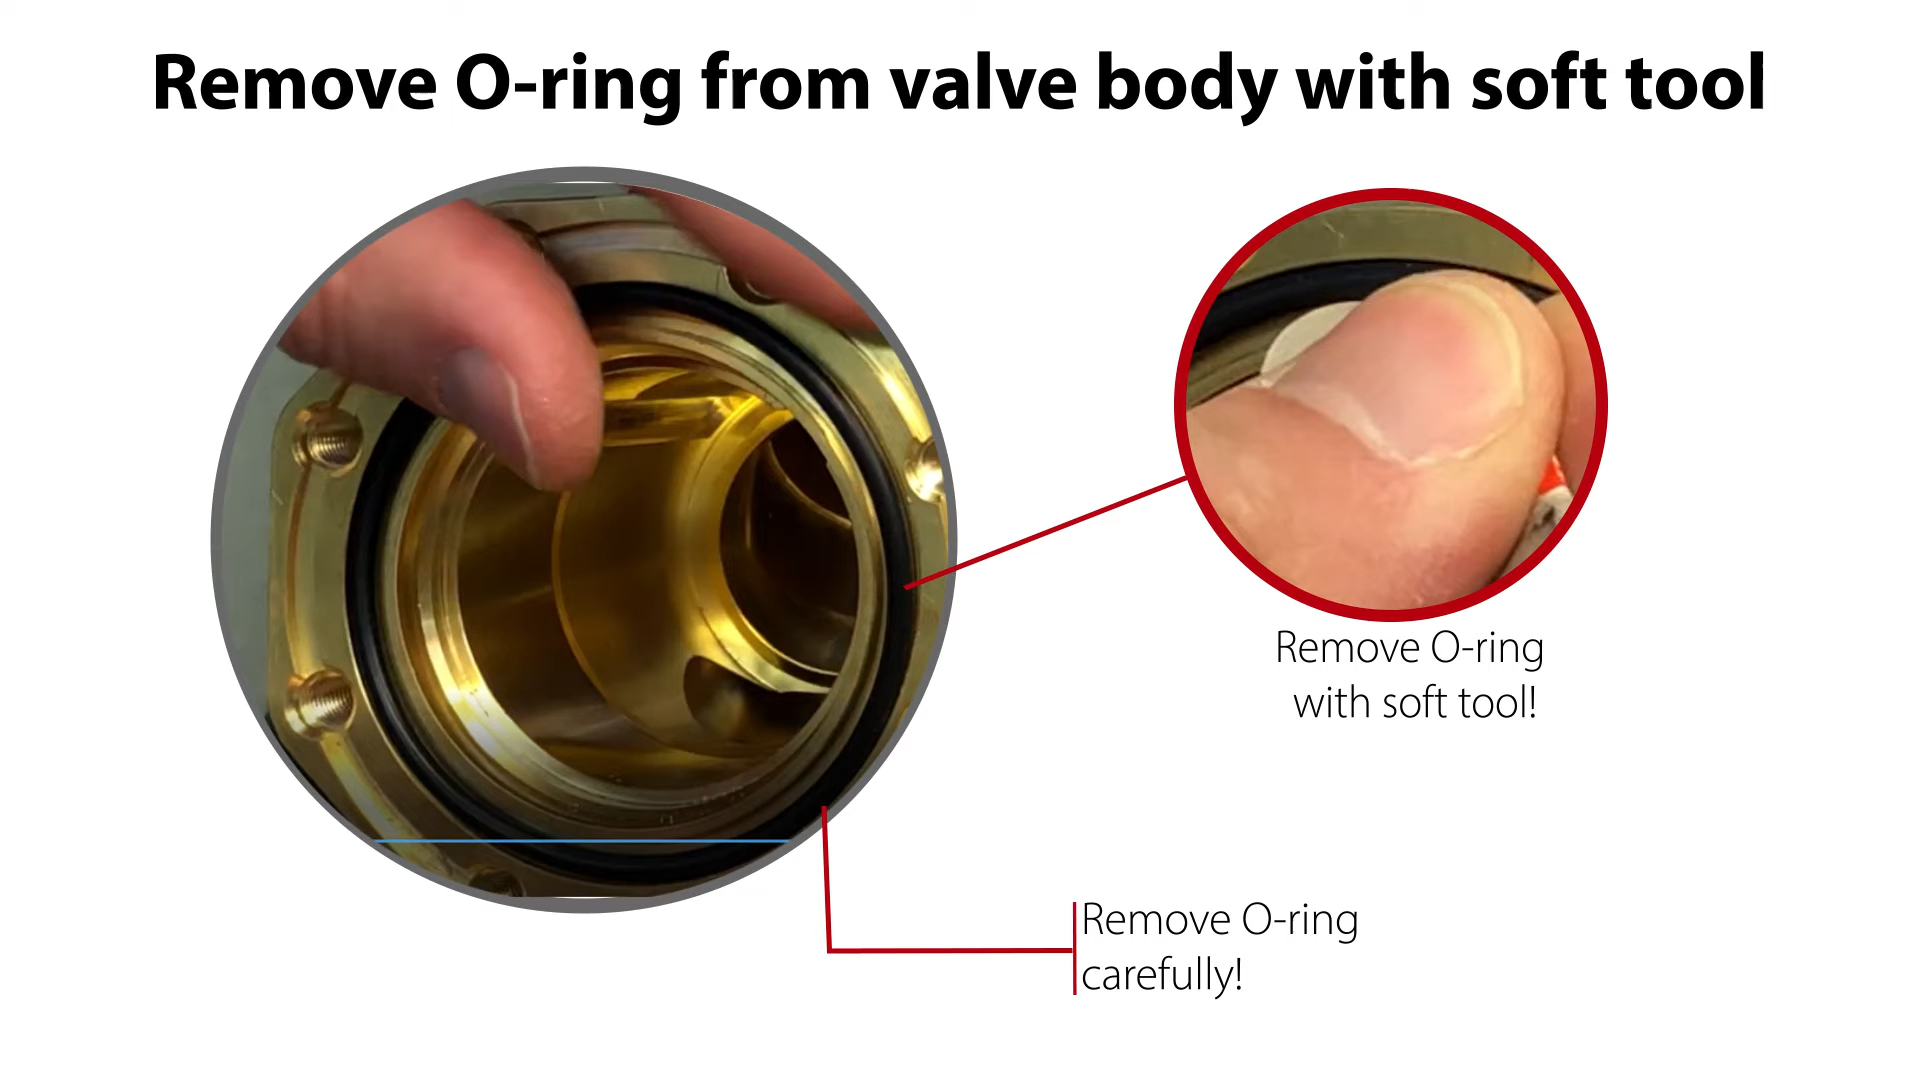 Remove O-ring from valve body with soft tool
Remove O-ring
with soft tool!
Remove O-ring
carefully!